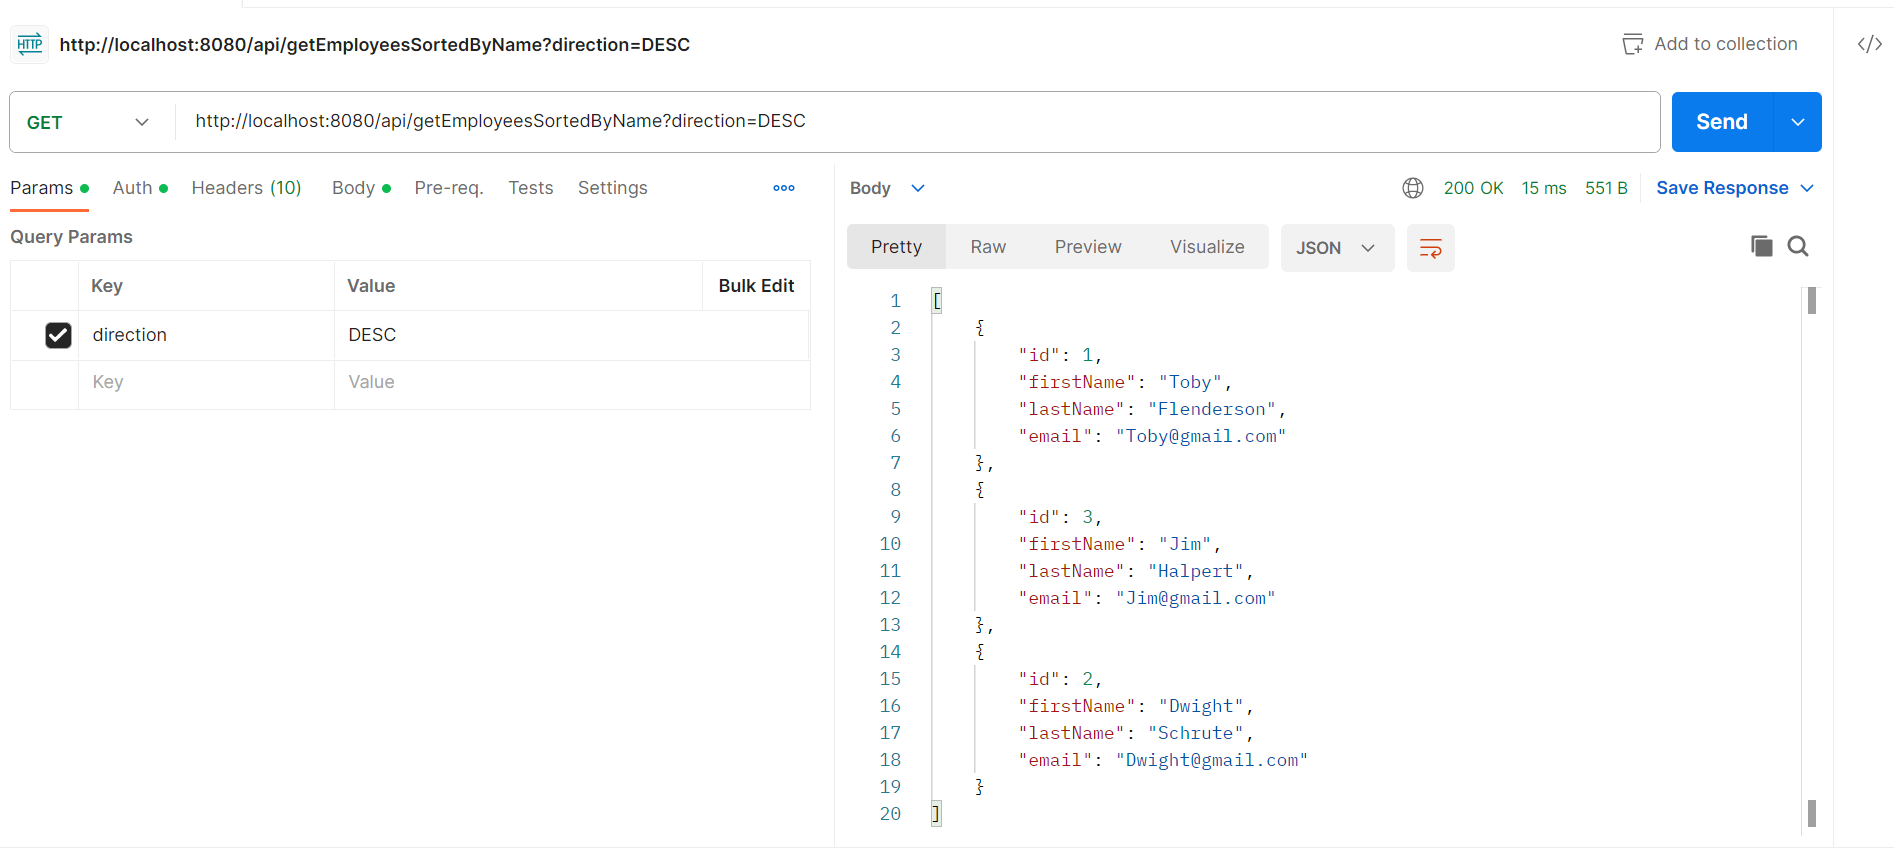 HTTP http://localhost:8080/api/getEmployeesSortedByName?direction=DESC
Add to collection
</>
GET http://localhost:8080/api/getEmployeesSortedByName?direction=DESC
Send
Params Auth Headers (10) Body Pre-req. Tests Settings
Query Params
Key Value Bulk Edit
direction DESC
Key Value
Body 200 OK 15 ms 551 B Save Response
Pretty Raw Preview Visualize JSON
1 [
2 {
3 "id": 1,
4 "firstName": "Toby",
5 "lastName": "Flenderson",
6 "email": "Toby@gmail.com"
7 },
8 {
9 "id": 3,
10 "firstName": "Jim",
11 "lastName": "Halpert",
12 "email": "Jim@gmail.com"
13 },
14 {
15 "id": 2,
16 "firstName": "Dwight",
17 "lastName": "Schrute",
18 "email": "Dwight@gmail.com"
19 }
20 ]